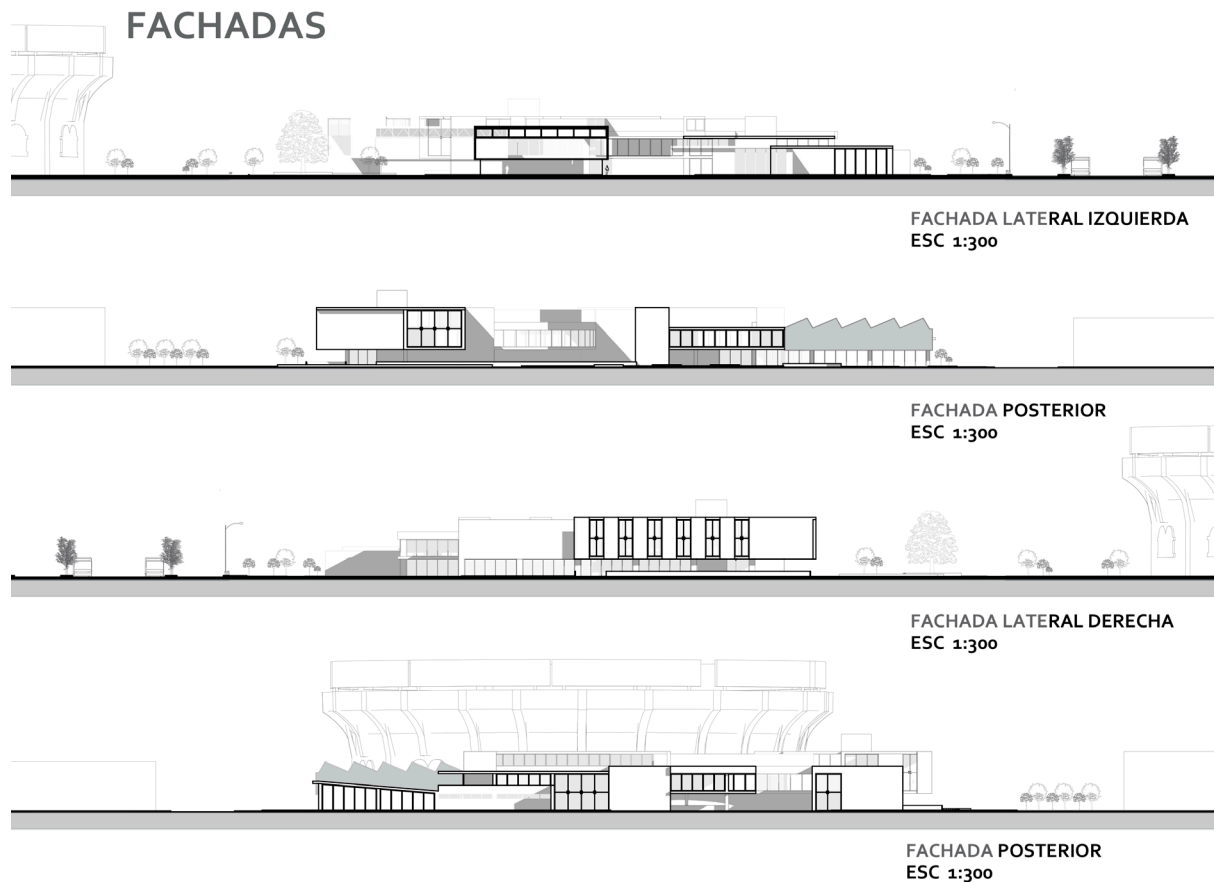 FACHADAS
FACHADA LATERAL IZQUIERDA
ESC 1:300
FACHADA POSTERIOR
ESC 1:300
FACHADA LATERAL DERECHA
ESC 1:300
FACHADA POSTERIOR
ESC 1:300